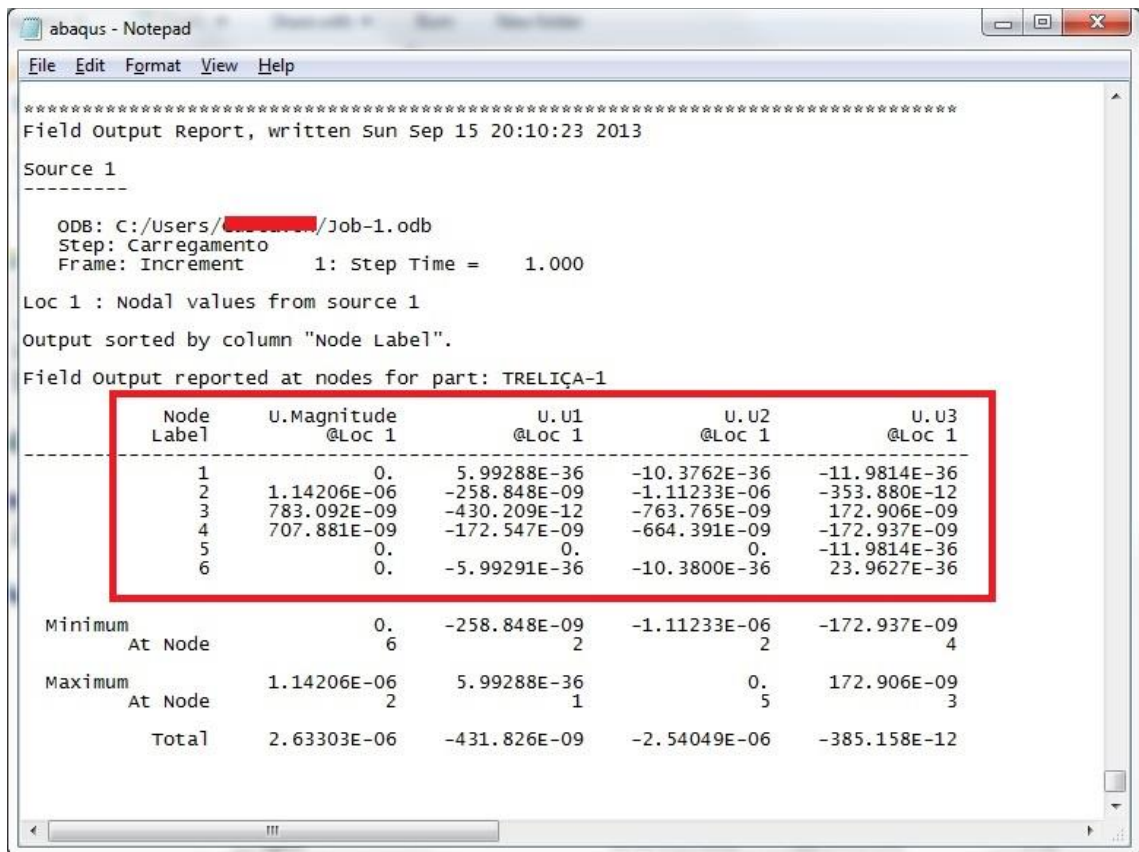 abaqus - Notepad
File Edit Format View Help
********************************************************************************
Field Output Report, written Sun Sep 15 20:10:23 2013
Source 1
---------
ODB: C:/Users/ /Job-1.odb
Step: Carregamento
Frame: Increment 1: Step Time = 1.000
Loc 1 : Nodal values from source 1
Output sorted by column "Node Label".
Field Output reported at nodes for part: TRELIÇA-1
Node U.Magnitude U.U1 U.U2 U.U3
Label @Loc 1 @Loc 1 @Loc 1 @Loc 1
---------------------------------------------------------------------------------
1 0. 5.99288E-36 -10.3762E-36 -11.9814E-36
2 1.14206E-06 -258.848E-09 -1.11233E-06 -353.880E-12
3 783.092E-09 -430.209E-12 -763.765E-09 172.906E-09
4 707.881E-09 -172.547E-09 -664.391E-09 -172.937E-09
5 0. 0. 0. -11.9814E-36
6 0. -5.99291E-36 -10.3800E-36 23.9627E-36
Minimum 0. -258.848E-09 -1.11233E-06 -172.937E-09
At Node 6 2 2 4
Maximum 1.14206E-06 5.99288E-36 0. 172.906E-09
At Node 2 1 5 3
Total 2.63303E-06 -431.826E-09 -2.54049E-06 -385.158E-12